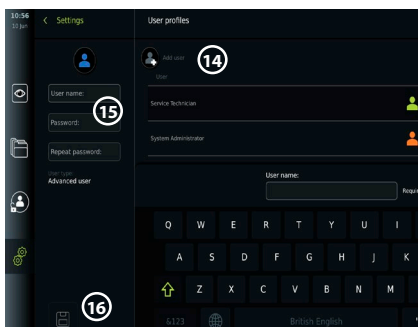 10:56
10 Jun
Settings
User profiles
14
Add user
User
User name:
15
Service Technician
Password:
System Administrator
Repeat password:
User type:
Advanced user
User name:
Requi
Q W E R T Y U I
A S D F G H J K
Z X C V B N M
16
&123
British English